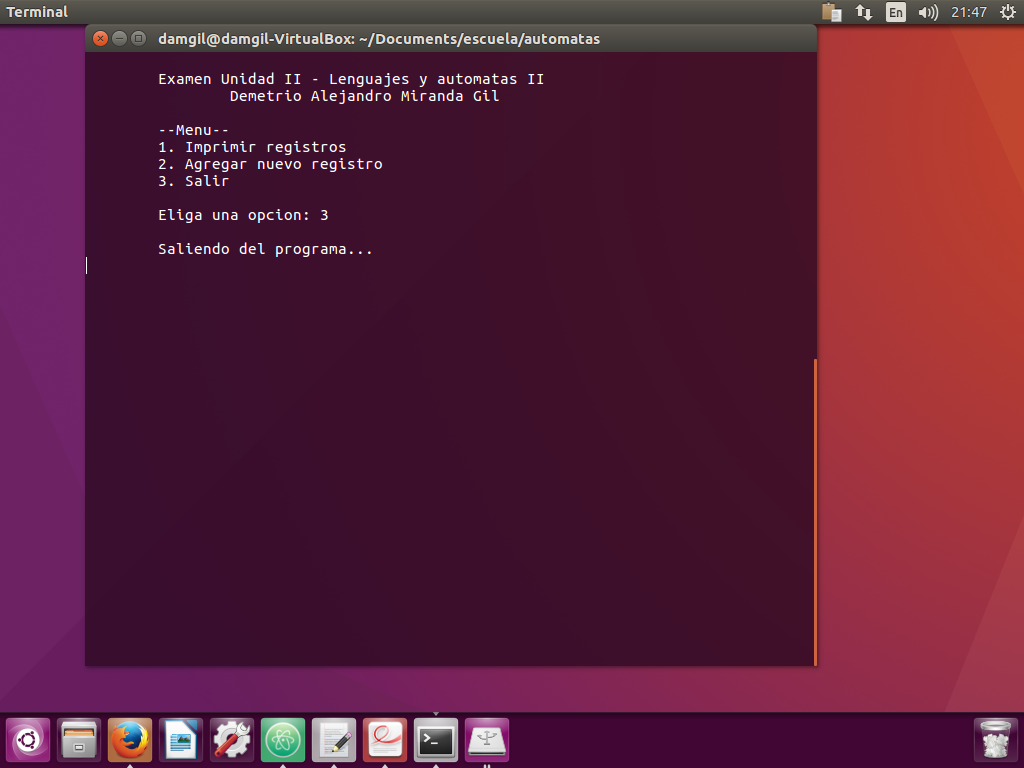 Terminal
En
21:47
damgil@damgil-VirtualBox: ~/Documents/escuela/automatas
Examen Unidad II - Lenguajes y automatas II
Demetrio Alejandro Miranda Gil
--Menu--
1. Imprimir registros
2. Agregar nuevo registro
3. Salir
Eliga una opcion: 3
Saliendo del programa...
>_